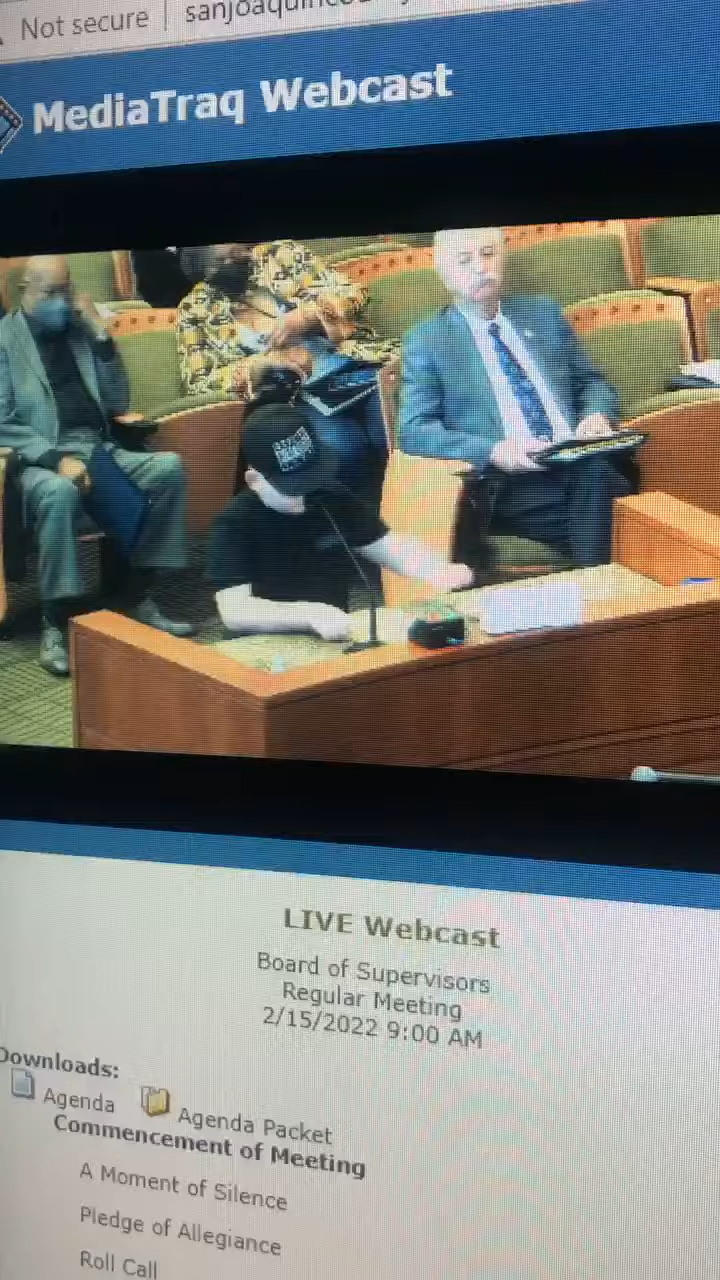 Not secure
MediaTraq Webcast
LIVE Webcast
Board of Supervisors
Regular Meeting
2/15/2022 9:00 AM
Downloads:
Agenda Agenda Packet
Commencement of Meeting
A Moment of Silence
Pledge of Allegiance
Roll Call